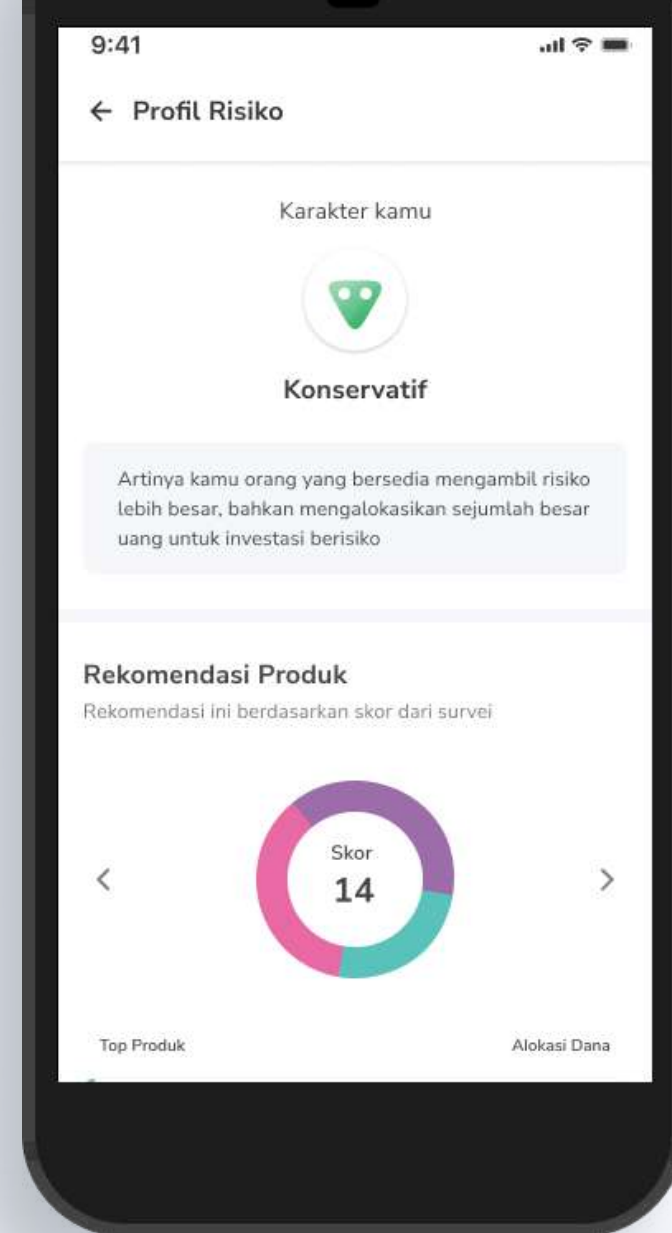 9:41
Profil Risiko
Karakter kamu
Konservatif
Artinya kamu orang yang bersedia mengambil risiko
lebih besar, bahkan mengalokasikan sejumlah besar
uang untuk investasi berisiko
Rekomendasi Produk
Rekomendasi ini berdasarkan skor dari survei
Skor
14
Top Produk
Alokasi Dana